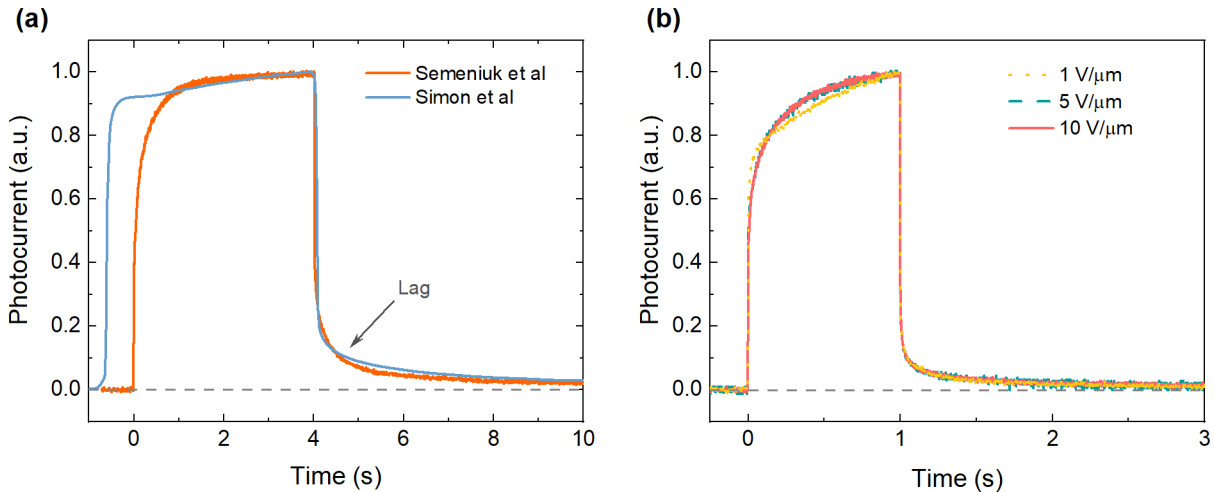 (a)
Photocurrent (a.u.)
1.0
0.8
0.6
0.4
0.2
0.0
Semeniuk et al
Simon et al
Lag
0
2
4
6
8
10
Time (s)
(b)
Photocurrent (a.u.)
1.0
0.8
0.6
0.4
0.2
0.0
1 V/μm
5 V/μm
10 V/μm
0
1
2
3
Time (s)